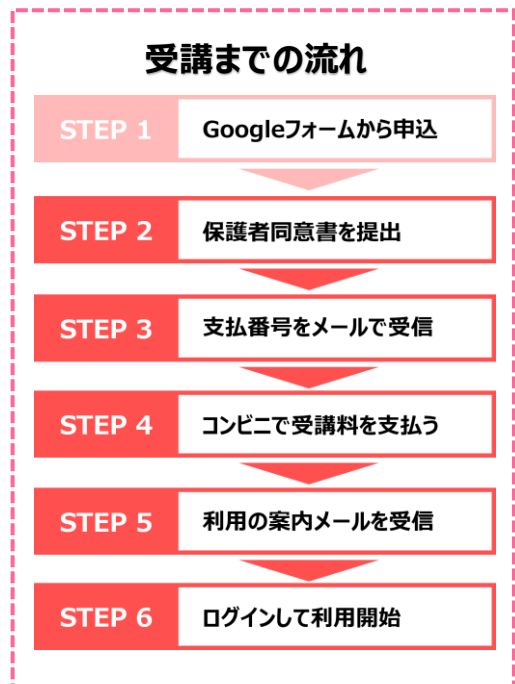 受講までの流れ
STEP 1 Googleフォームから申込
STEP 2 保護者同意書を提出
STEP 3 支払番号をメールで受信
STEP 4 コンビニで受講料を支払う
STEP 5 利用の案内メールを受信
STEP 6 ログインして利用開始